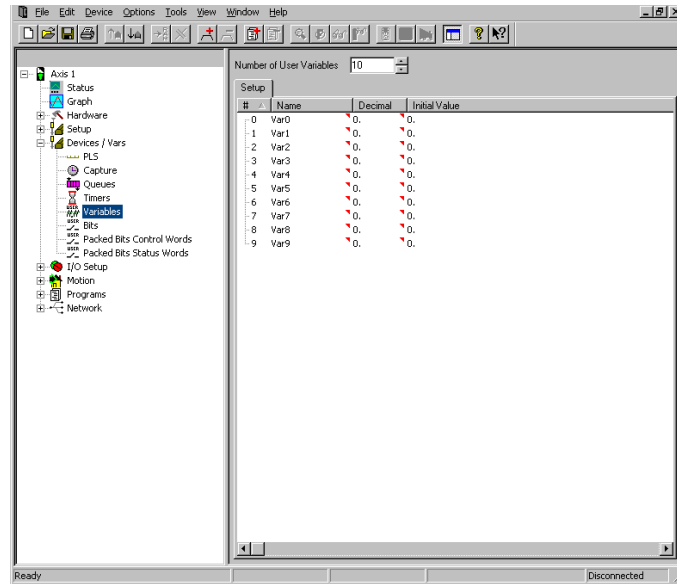 File Edit Device Options Tools View Window Help
Number of User Variables 10
Setup
# Name Decimal Initial Value
0 Var0 0. 0.
1 Var1 0. 0.
2 Var2 0. 0.
3 Var3 0. 0.
4 Var4 0. 0.
5 Var5 0. 0.
6 Var6 0. 0.
7 Var7 0. 0.
8 Var8 0. 0.
9 Var9 0. 0.
Axis 1
Status
Graph
Hardware
Setup
Devices / Vars
PLS
Capture
Queues
Timers
USER Variables
USER Bits
USER Packed Bits Control Words
USER Packed Bits Status Words
I/O Setup
Motion
Programs
Network
Ready Disconnected